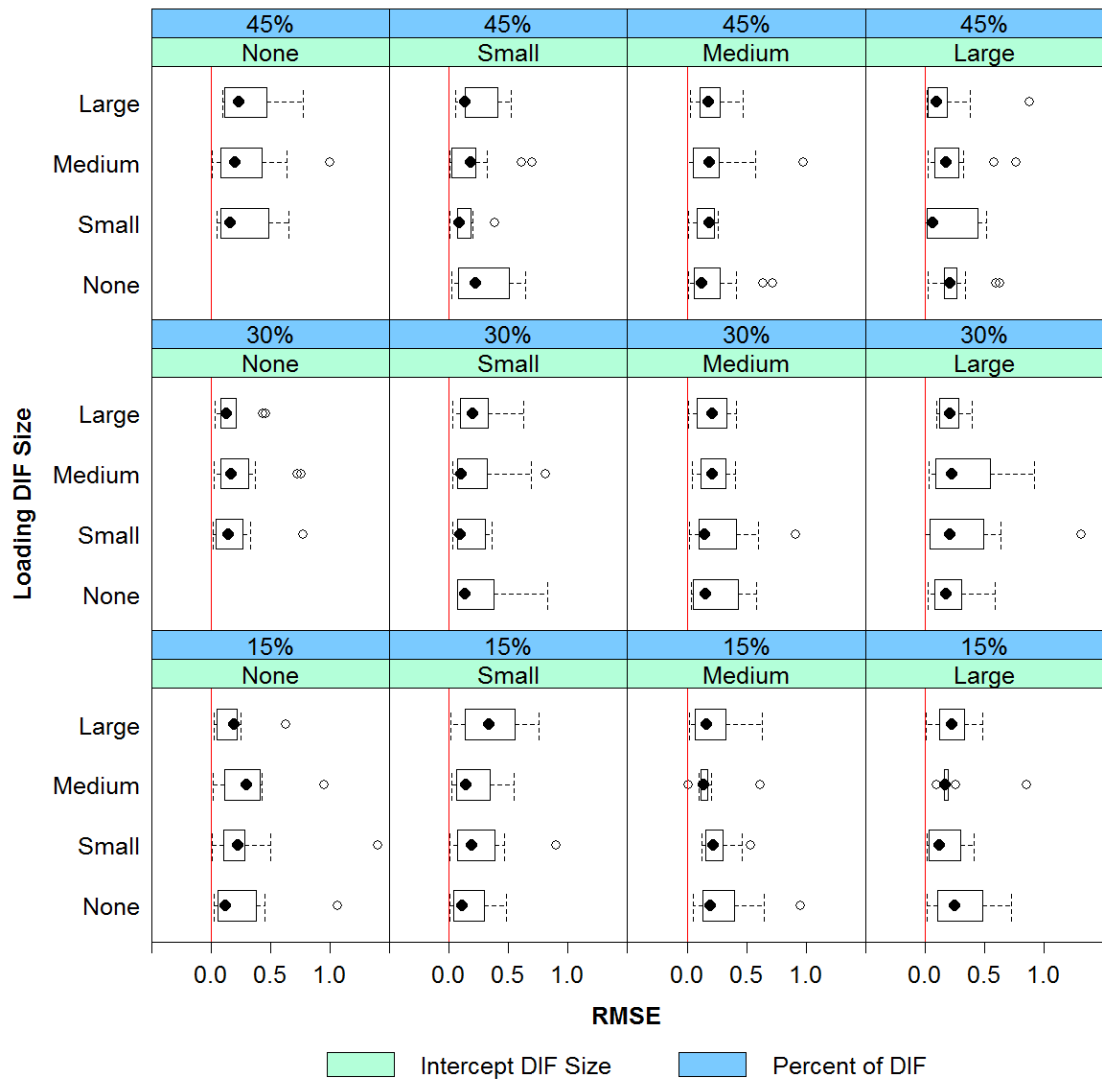 45% 45% 45% 45%
None Small Medium Large
Large
Medium
Small
None
30% 30% 30% 30%
None Small Medium Large
Large
Medium
Small
None
15% 15% 15% 15%
None Small Medium Large
Large
Medium
Small
None
Loading DIF Size
0.0 0.5 1.0 0.0 0.5 1.0 0.0 0.5 1.0 0.0 0.5 1.0
RMSE
Intercept DIF Size Percent of DIF